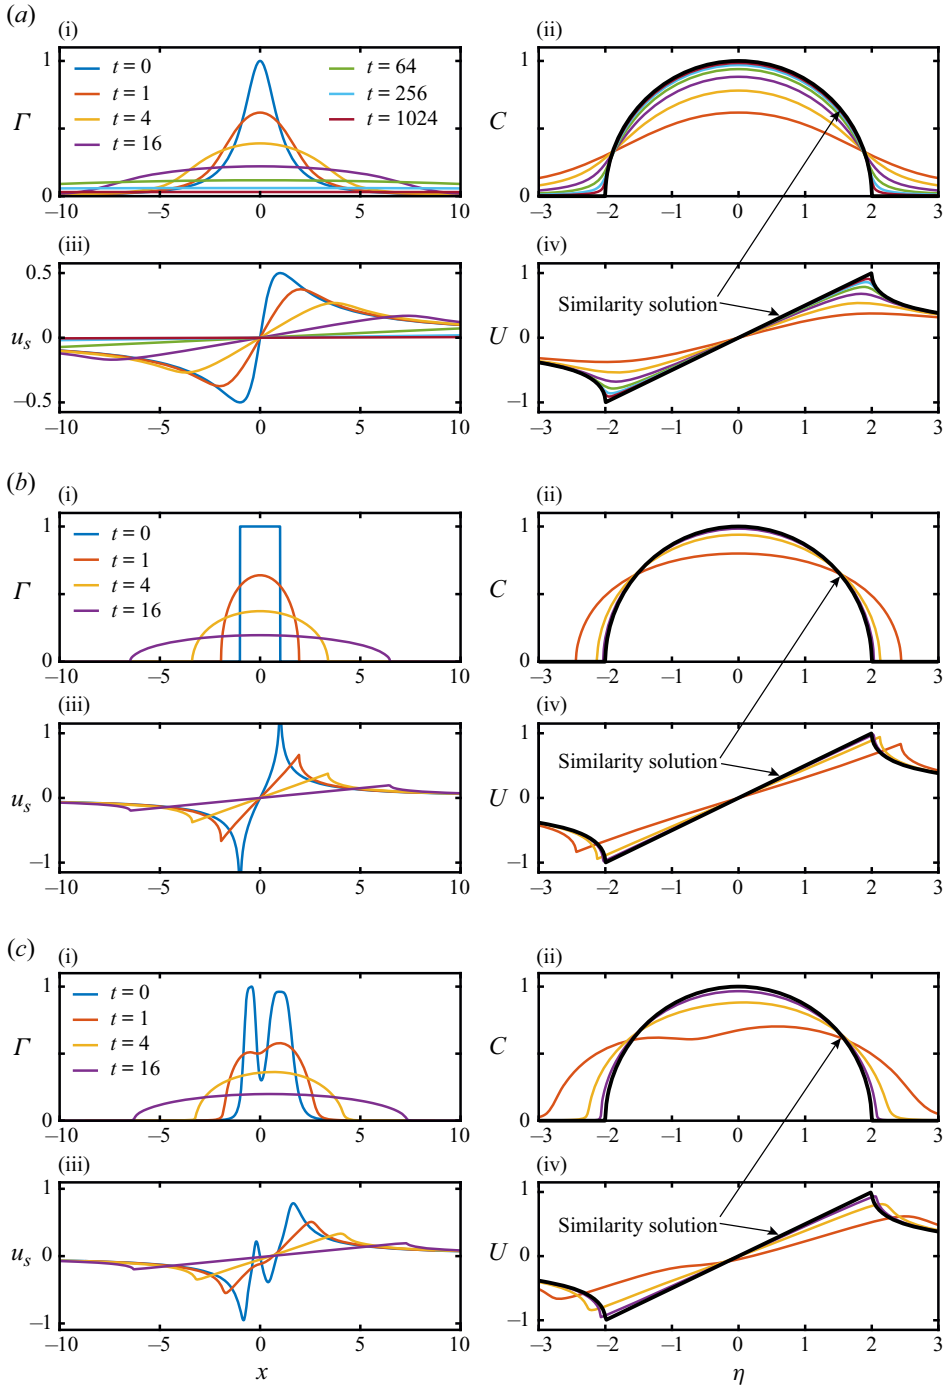 (a)
(i)
(ii)
1
Γ
0
t = 0
t = 1
t = 4
t = 16
t = 64
t = 256
t = 1024
−10 −5 0 5 10
1
C
0
−3 −2 −1 0 1 2 3
(iii)
(iv)
0.5
u_s 0
−0.5
−10 −5 0 5 10
1
U 0
−1
Similarity solution
−3 −2 −1 0 1 2 3
(b)
(i)
(ii)
1
Γ
0
t = 0
t = 1
t = 4
t = 16
−10 −5 0 5 10
1
C
0
−3 −2 −1 0 1 2 3
(iii)
(iv)
1
u_s 0
−1
−10 −5 0 5 10
1
U 0
−1
Similarity solution
−3 −2 −1 0 1 2 3
(c)
(i)
(ii)
1
Γ
0
t = 0
t = 1
t = 4
t = 16
−10 −5 0 5 10
1
C
0
−3 −2 −1 0 1 2 3
(iii)
(iv)
1
u_s 0
−1
−10 −5 0 5 10
x
1
U 0
−1
Similarity solution
−3 −2 −1 0 1 2 3
η